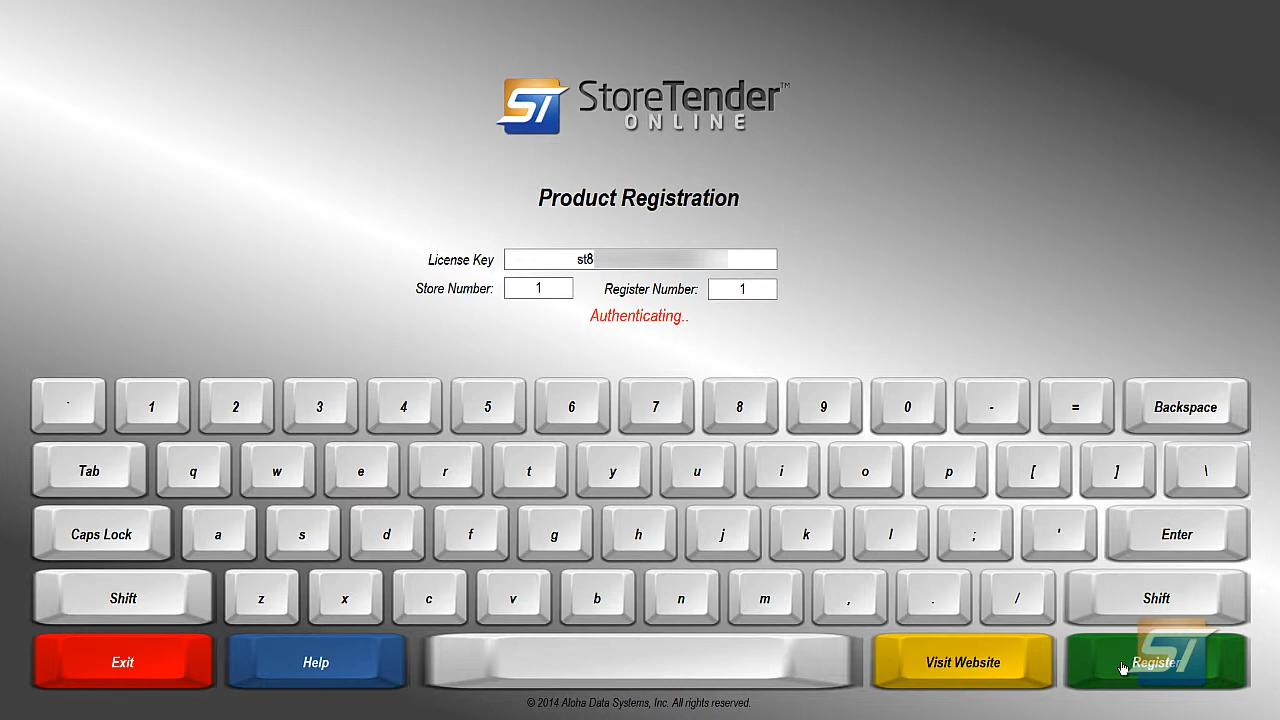 ST StoreTender™
ONLINE
Product Registration
License Key st8
Store Number: 1 Register Number: 1
Authenticating..
` 1 2 3 4 5 6 7 8 9 0 - = Backspace
Tab q w e r t y u i o p [ ] \
Caps Lock a s d f g h j k l ; ' Enter
Shift z x c v b n m , . / Shift
Exit Help Visit Website Register
© 2014 Aloha Data Systems, Inc. All rights reserved.